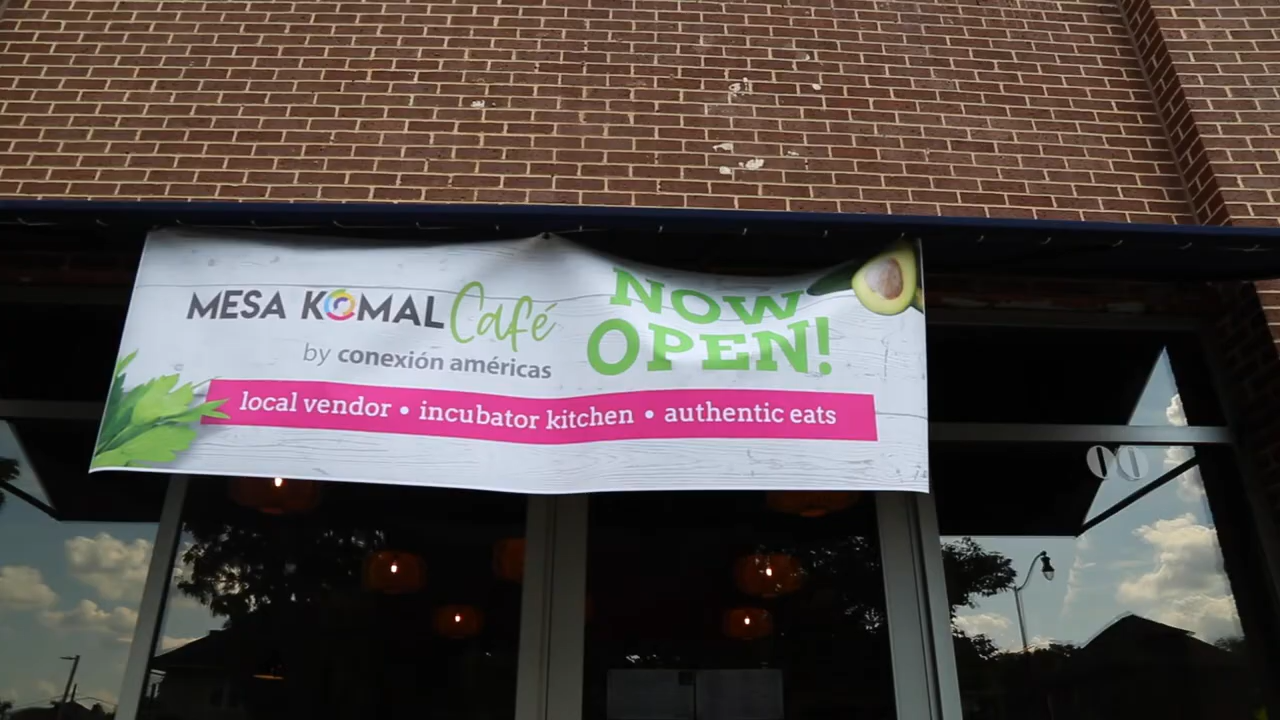 MESA KOMAL Café
by conexión américas
NOW
OPEN!
local vendor • incubator kitchen • authentic eats